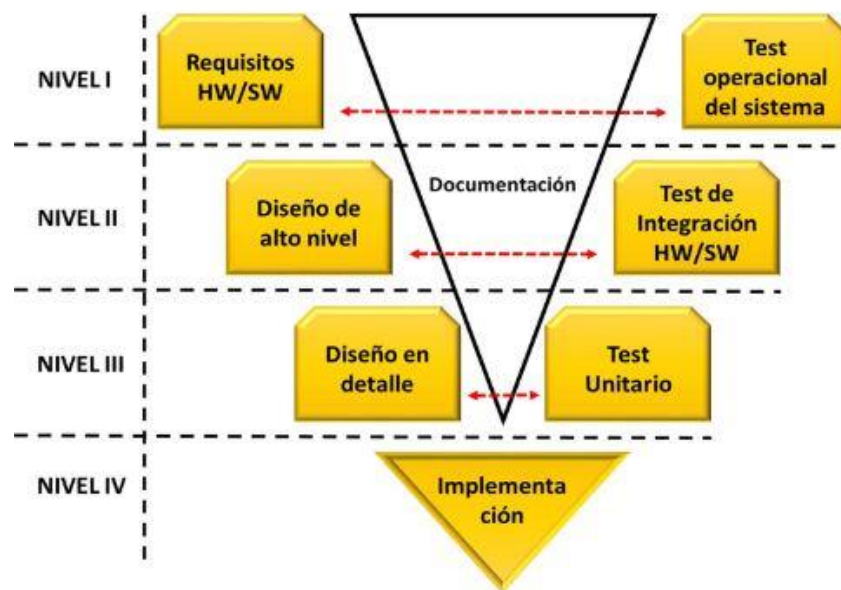 NIVEL I
Requisitos
HW/SW
Test
operacional
del sistema
NIVEL II
Diseño de
alto nivel
Documentación
Test de
Integración
HW/SW
NIVEL III
Diseño en
detalle
Test
Unitario
NIVEL IV
Implementa
ción